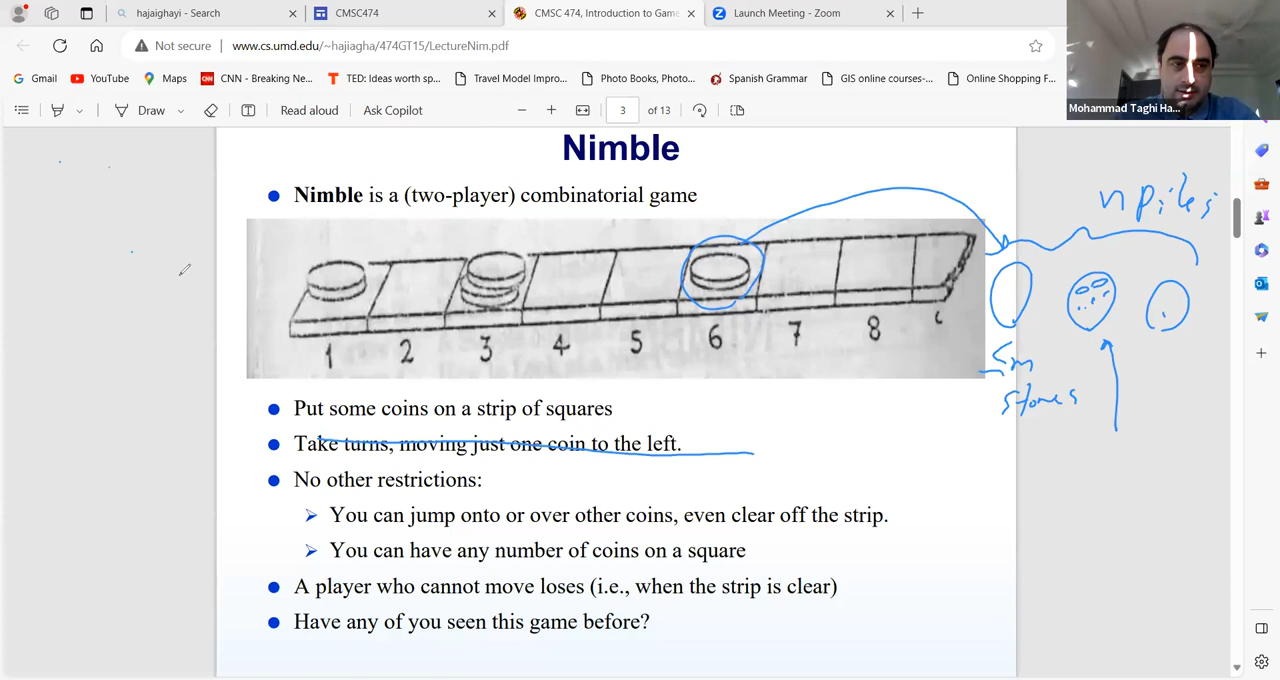 hajaighayi - Search
CMSC474
CMSC 474, Introduction to Game
Launch Meeting - Zoom
Not secure
www.cs.umd.edu/~hajiagha/474GT15/LectureNim.pdf
Gmail
YouTube
Maps
CNN - Breaking Ne...
TED: Ideas worth sp...
Travel Model Impro...
Photo Books, Photo...
Spanish Grammar
GIS online courses-...
Online Shopping F...
Draw
Read aloud
Ask Copilot
3
of 13
Mohammad Taghi Ha...
Nimble
Nimble is a (two-player) combinatorial game
n piles
1 2 3 4 5 6 7 8
≤m
stones
Put some coins on a strip of squares
Take turns, moving just one coin to the left.
No other restrictions:
You can jump onto or over other coins, even clear off the strip.
You can have any number of coins on a square
A player who cannot move loses (i.e., when the strip is clear)
Have any of you seen this game before?